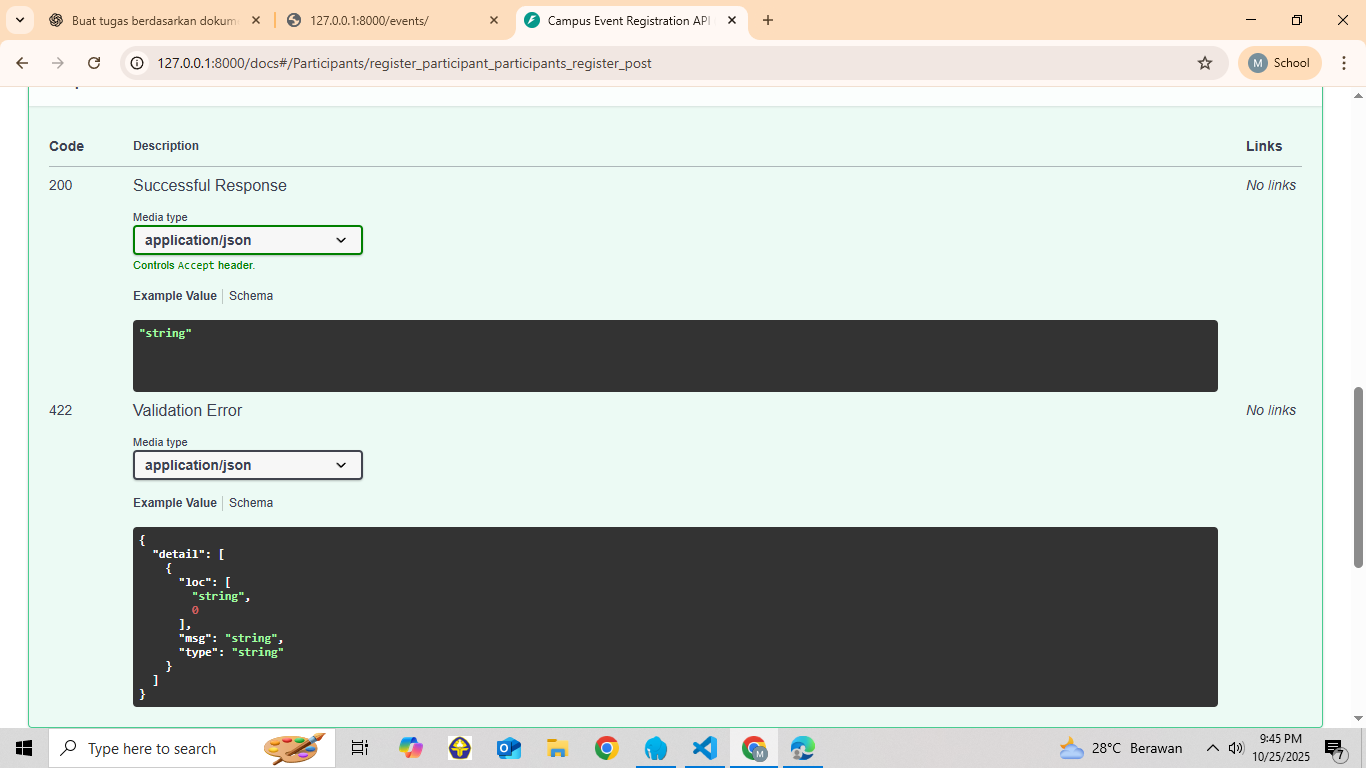 Buat tugas berdasarkan dokum
127.0.0.1:8000/events/
Campus Event Registration API
127.0.0.1:8000/docs#/Participants/register_participant_participants_register_post
M School
Code Description Links
200 Successful Response No links
Media type
application/json
Controls Accept header.
Example Value Schema
"string"
422 Validation Error No links
Media type
application/json
Example Value Schema
{
  "detail": [
    {
      "loc": [
        "string",
        0
      ],
      "msg": "string",
      "type": "string"
    }
  ]
}
Type here to search
M
28°C Berawan
9:45 PM
10/25/2025
7